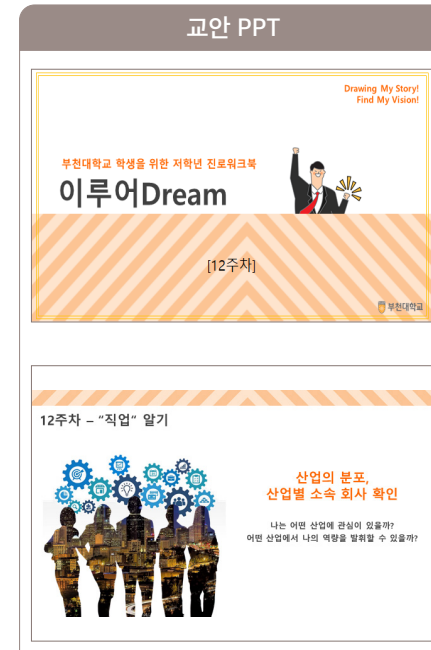 교안 PPT
Drawing My Story!
Find My Vision!
부천대학교 학생을 위한 저학년 진로워크북
이루어Dream
[12주차]
부천대학교
12주차 – “직업” 알기
산업의 분포,
산업별 소속 회사 확인
나는 어떤 산업에 관심이 있을까?
어떤 산업에서 나의 역량을 발휘할 수 있을까?